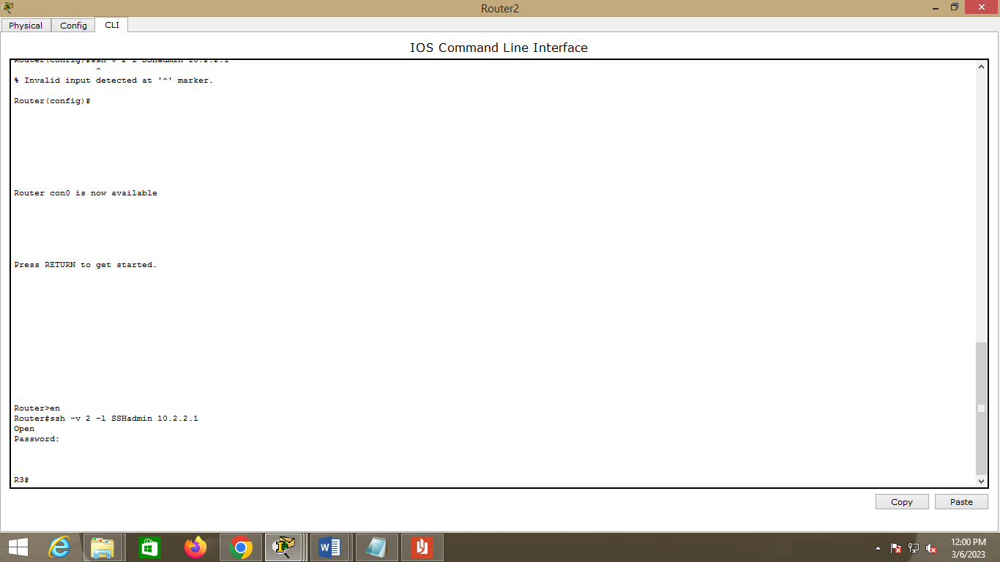 Router2
Physical
Config
CLI
IOS Command Line Interface
Router(config)#ssh v 2 l SSHadmin 10.2.2.1
^
% Invalid input detected at '^' marker.
Router(config)#
Router con0 is now available
Press RETURN to get started.
Router>en
Router#ssh -v 2 -l SSHadmin 10.2.2.1
Open
Password:
R3#
Copy
Paste
12:00 PM
3/6/2023